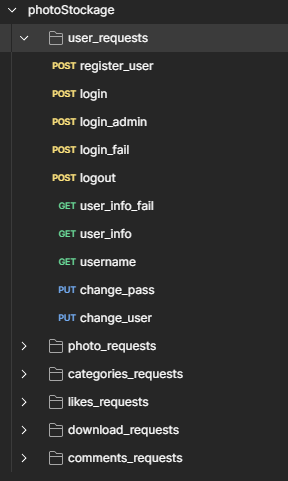 photoStockage
user_requests
POST register_user
POST login
POST login_admin
POST login_fail
POST logout
GET user_info_fail
GET user_info
GET username
PUT change_pass
PUT change_user
photo_requests
categories_requests
likes_requests
download_requests
comments_requests